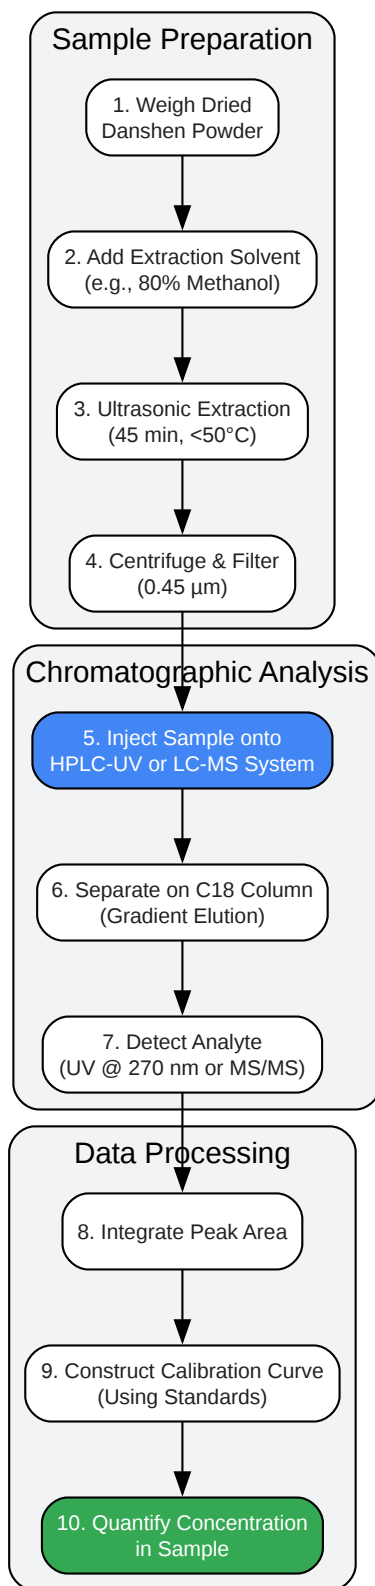 Sample Preparation
1. Weigh Dried
Danshen Powder
2. Add Extraction Solvent
(e.g., 80% Methanol)
3. Ultrasonic Extraction
(45 min, <50°C)
4. Centrifuge & Filter
(0.45 µm)
Chromatographic Analysis
5. Inject Sample onto
HPLC-UV or LC-MS System
6. Separate on C18 Column
(Gradient Elution)
7. Detect Analyte
(UV @ 270 nm or MS/MS)
Data Processing
8. Integrate Peak Area
9. Construct Calibration Curve
(Using Standards)
10. Quantify Concentration
in Sample